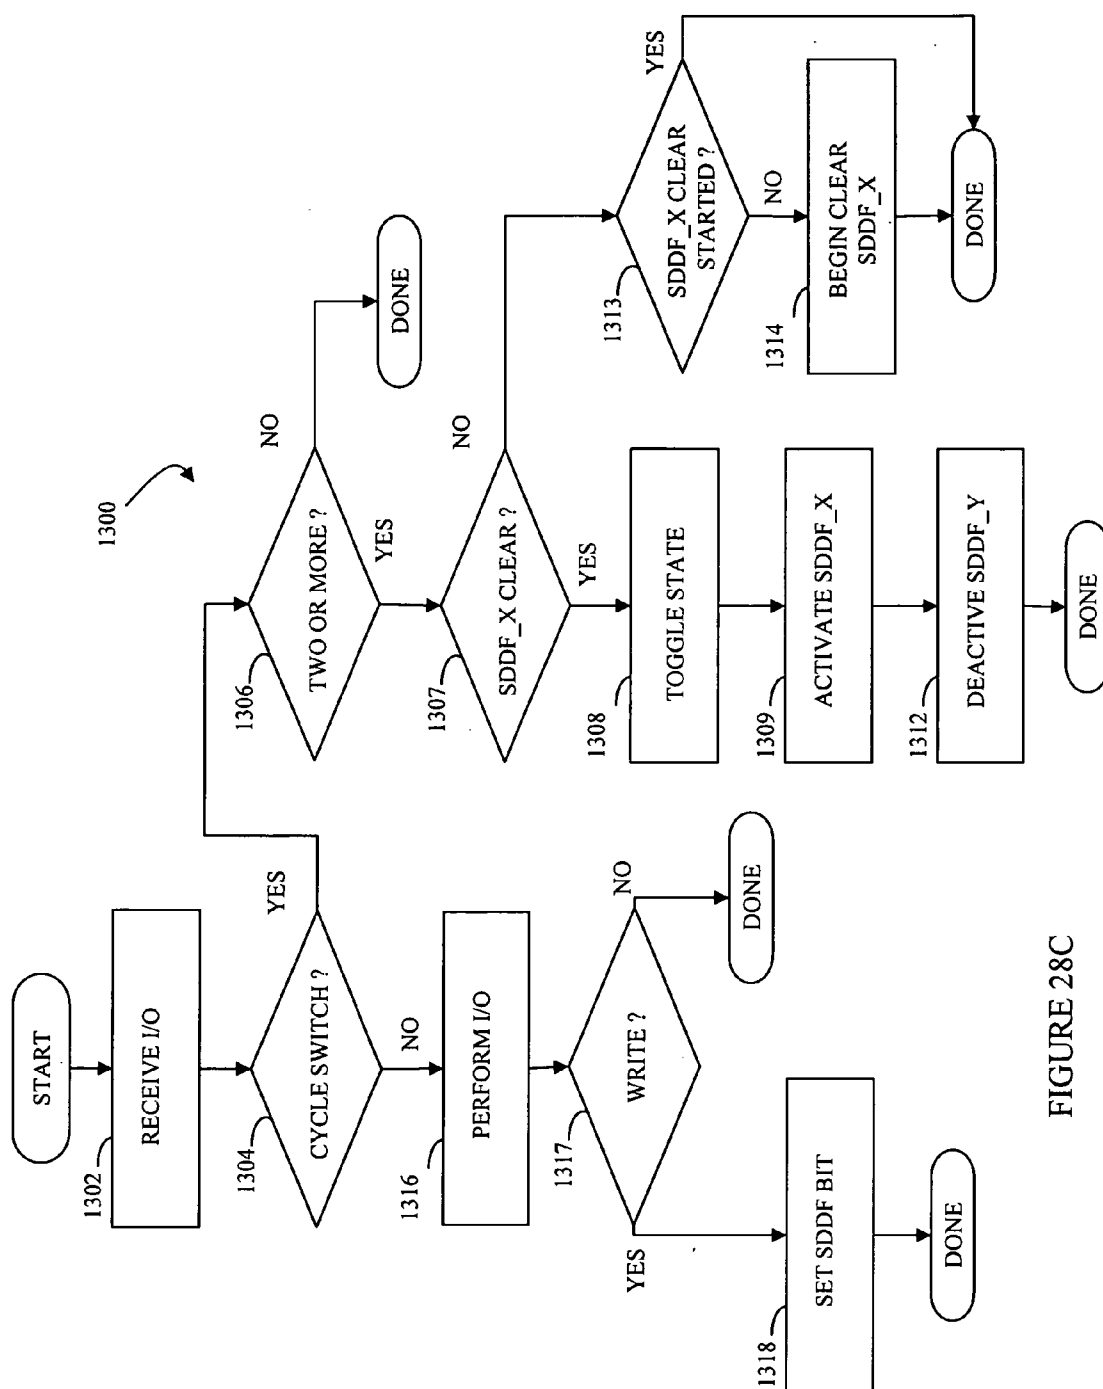 1300
START
1302
RECEIVE I/O
1304
CYCLE SWITCH ?
YES
NO
1316
PERFORM I/O
1317
WRITE ?
NO
DONE
YES
1318
SET SDDF BIT
DONE
1306
TWO OR MORE ?
NO
DONE
YES
1307
SDDF_X CLEAR ?
NO
YES
1308
TOGGLE STATE
1309
ACTIVATE SDDF_X
1312
DEACTIVE SDDF_Y
DONE
1313
SDDF_X CLEAR
STARTED ?
YES
NO
1314
BEGIN CLEAR
SDDF_X
DONE
FIGURE 28C